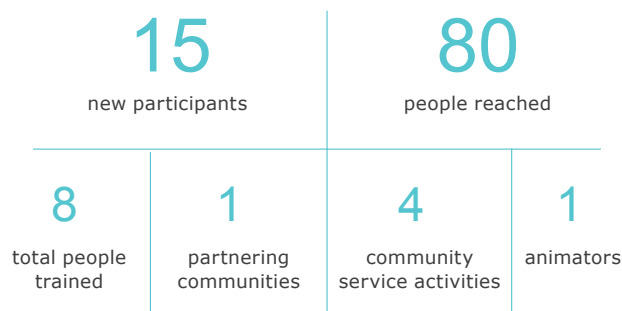 15
new participants
80
people reached
8
total people
trained
1
partnering
communities
4
community
service activities
1
animators